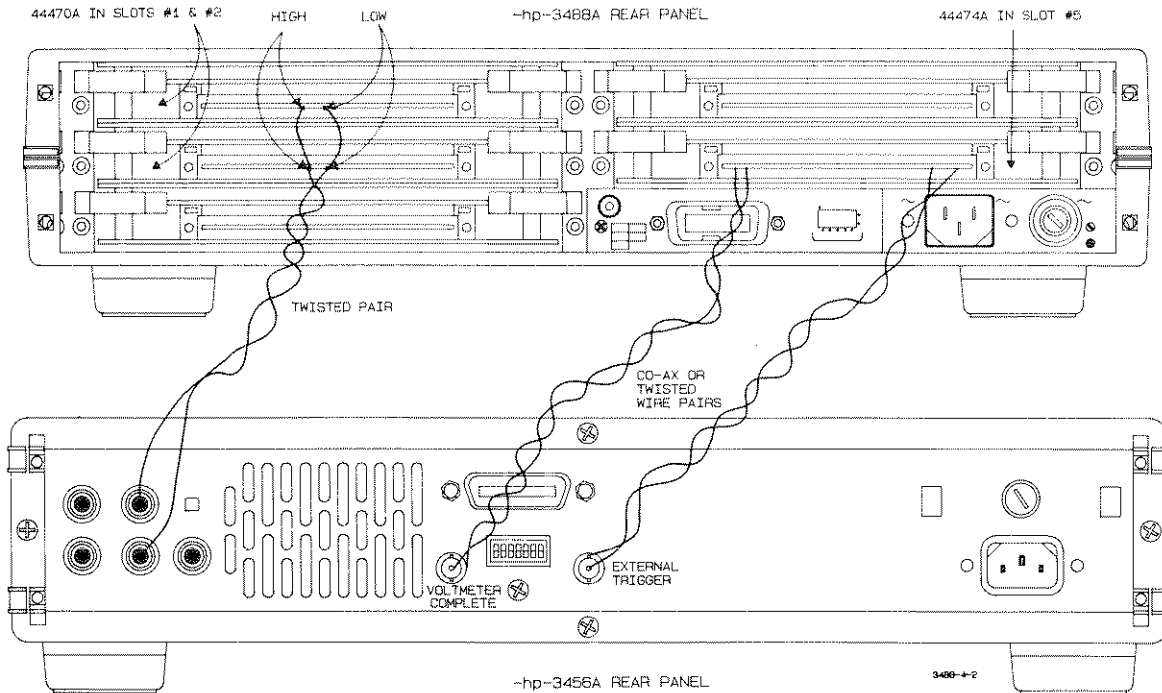 44470A IN SLOTS #1 & #2
HIGH
LOW
-hp-3488A REAR PANEL
44474A IN SLOT #5
TWISTED PAIR
CO-AX OR
TWISTED
WIRE PAIRS
EXTERNAL
TRIGGER
VOLTMETER
COMPLETE
-hp-3456A REAR PANEL
3488-4-2